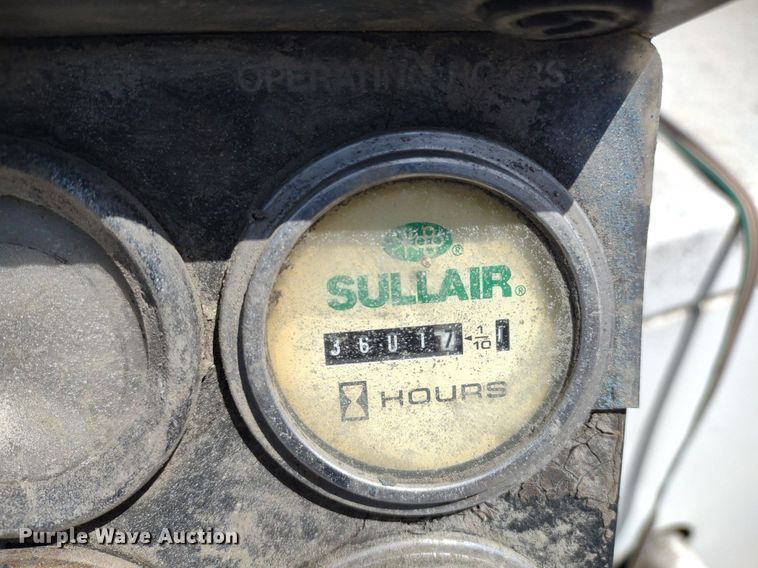 OPERATING HOURS
SULLAIR®
36017 ◄1/10
HOURS
Purple Wave Auction